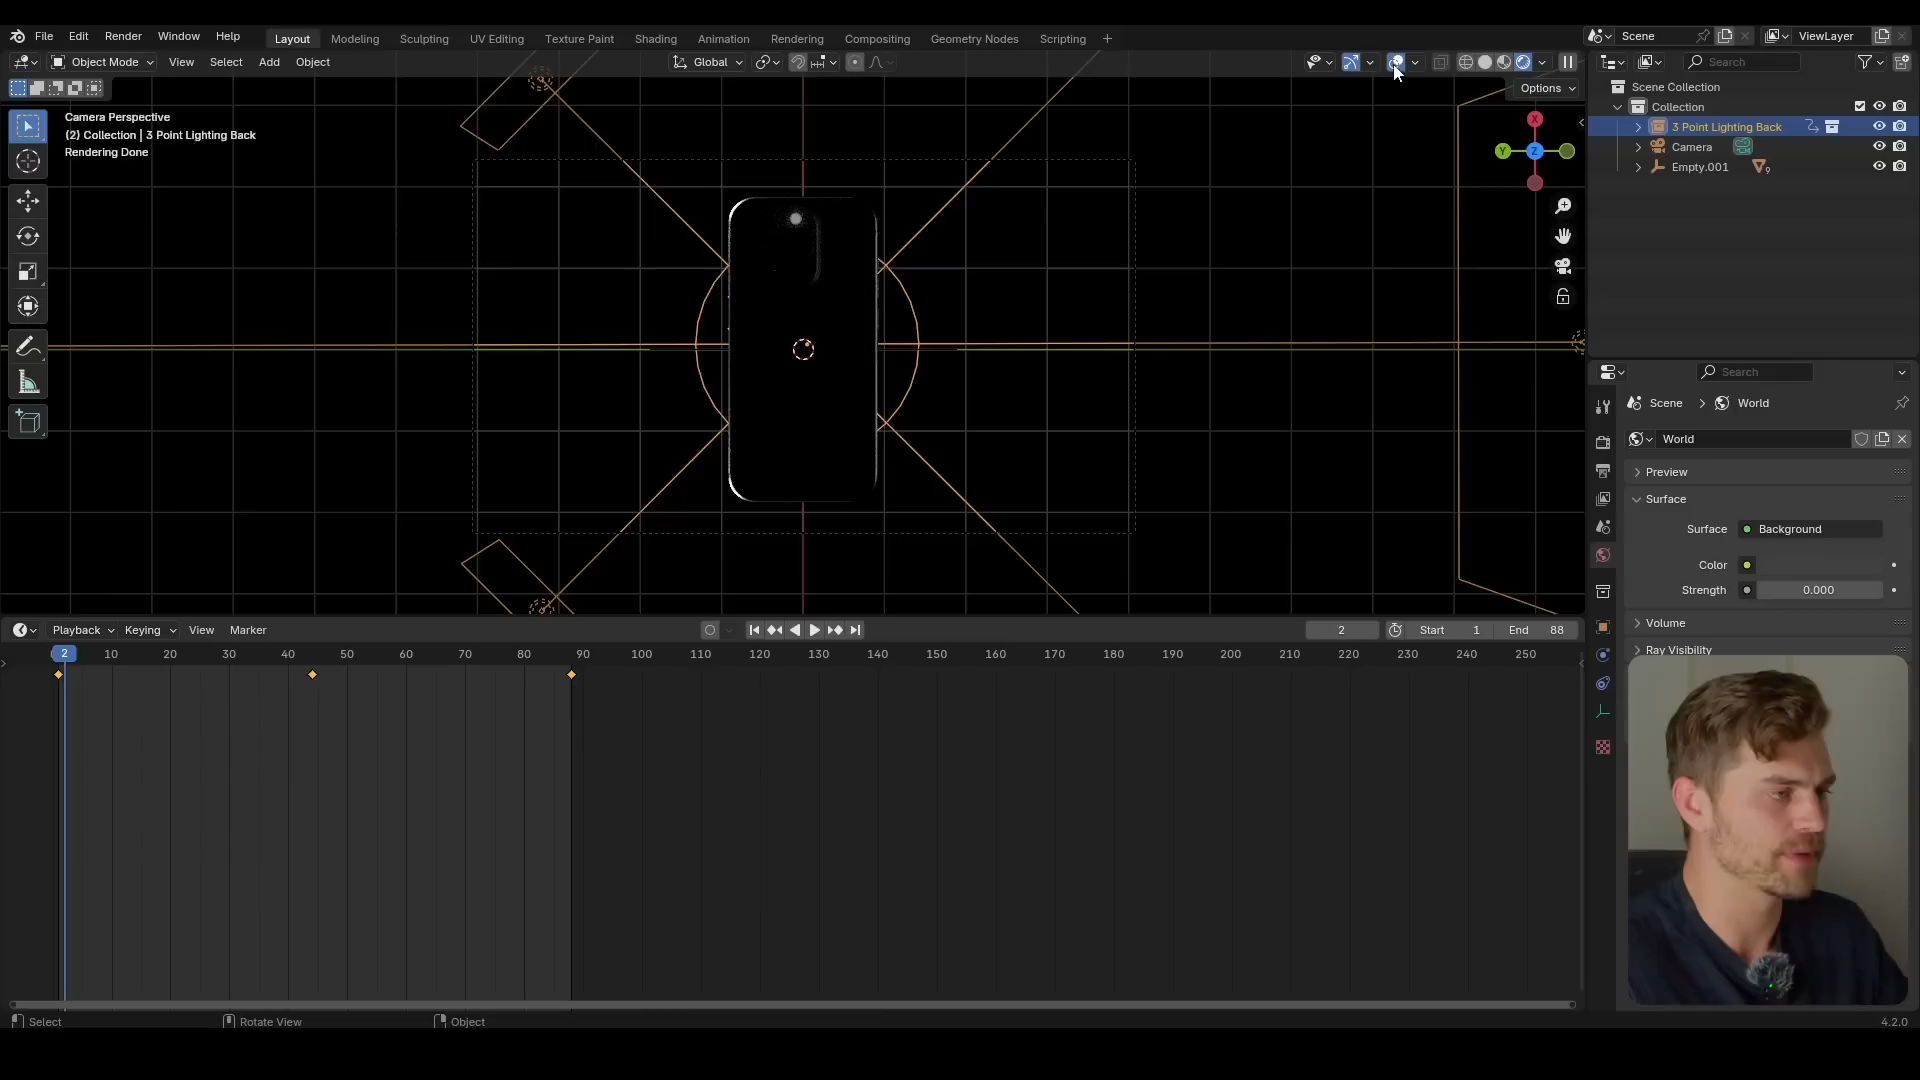 File Edit Render Window Help Layout Modeling Sculpting UV Editing Texture Paint Shading Animation Rendering Compositing Geometry Nodes Scripting + Scene ViewLayer
Object Mode View Select Add Object Global Search
Options
Camera Perspective
(2) Collection | 3 Point Lighting Back
Rendering Done
X
Y Z
Scene Collection
Collection
3 Point Lighting Back
Camera
Empty.001 9
Search
Scene > World
World
Preview
Surface
Surface Background
Color
Strength 0.000
Volume
Ray Visibility
Playback Keying View Marker 2 Start 1 End 88
2 10 20 30 40 50 60 70 80 90 100 110 120 130 140 150 160 170 180 190 200 210 220 230 240 250
Select Rotate View Object 4.2.0